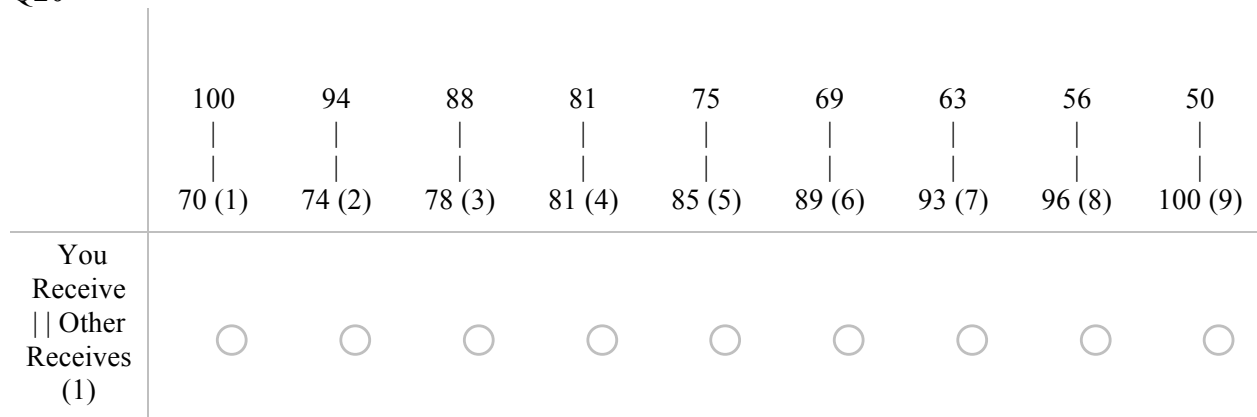 100 94 88 81 75 69 63 56 50
| | | | | | | | |
| | | | | | | | |
70 (1) 74 (2) 78 (3) 81 (4) 85 (5) 89 (6) 93 (7) 96 (8) 100 (9)
You
Receive
|| Other
Receives
(1)